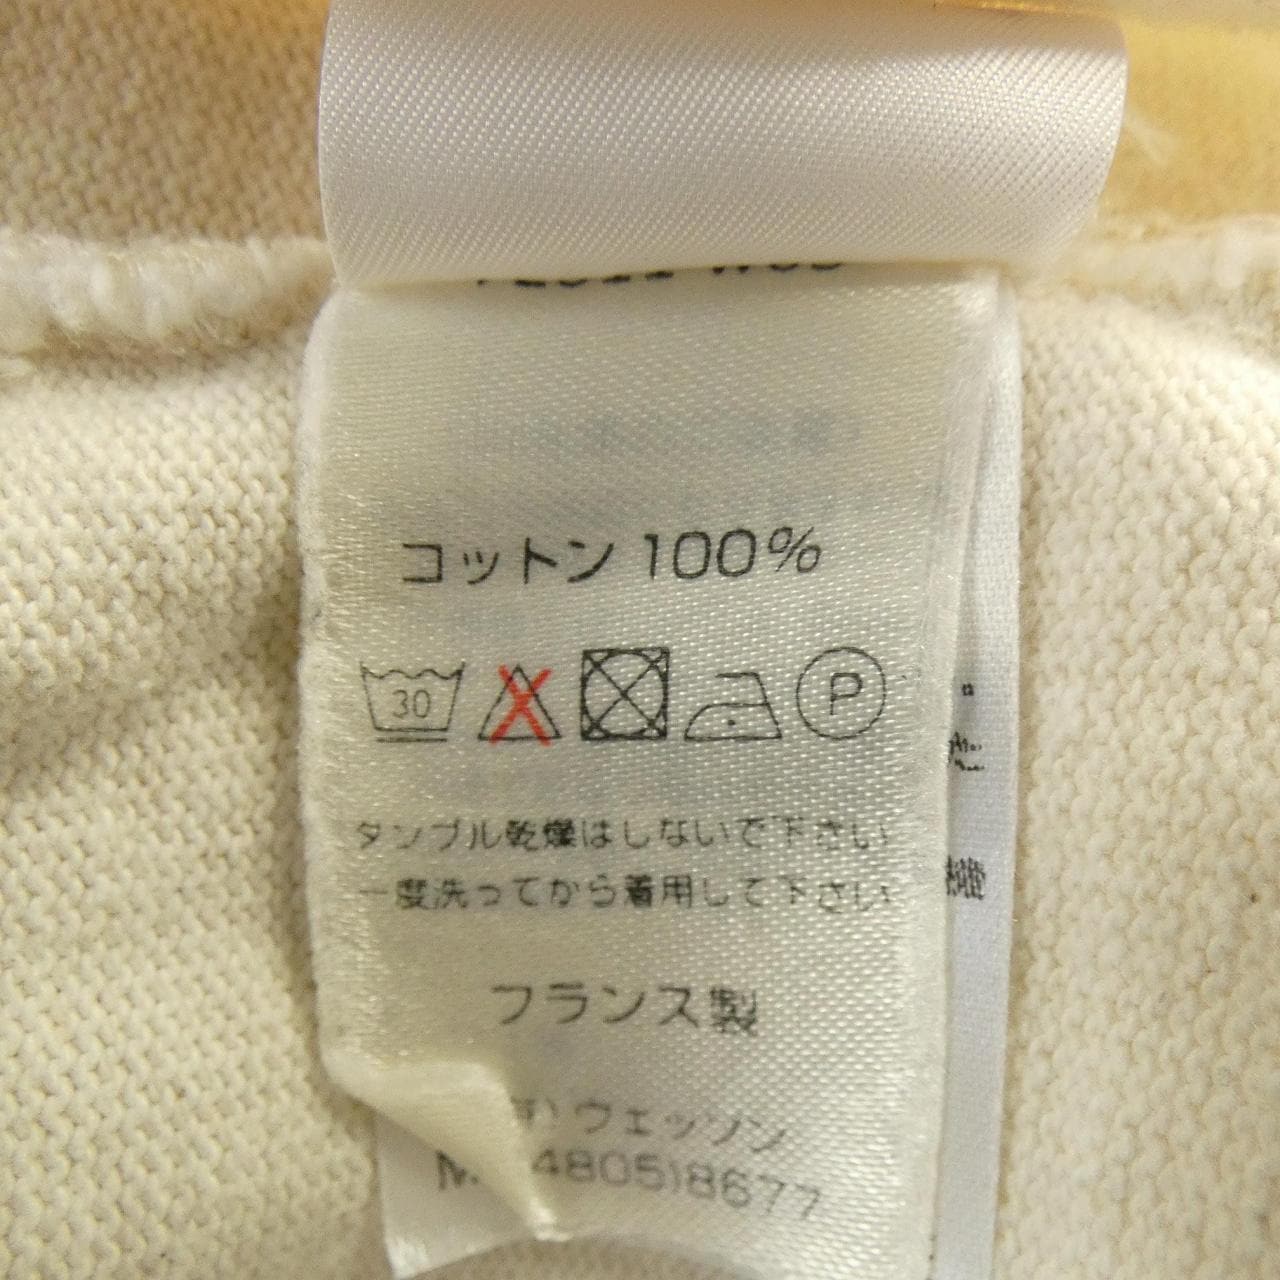 コットン 100%
30 P
タンブル乾燥はしないで下さい
一度洗ってから着用して下さい
フランス製
ウェッソン
4805)8677